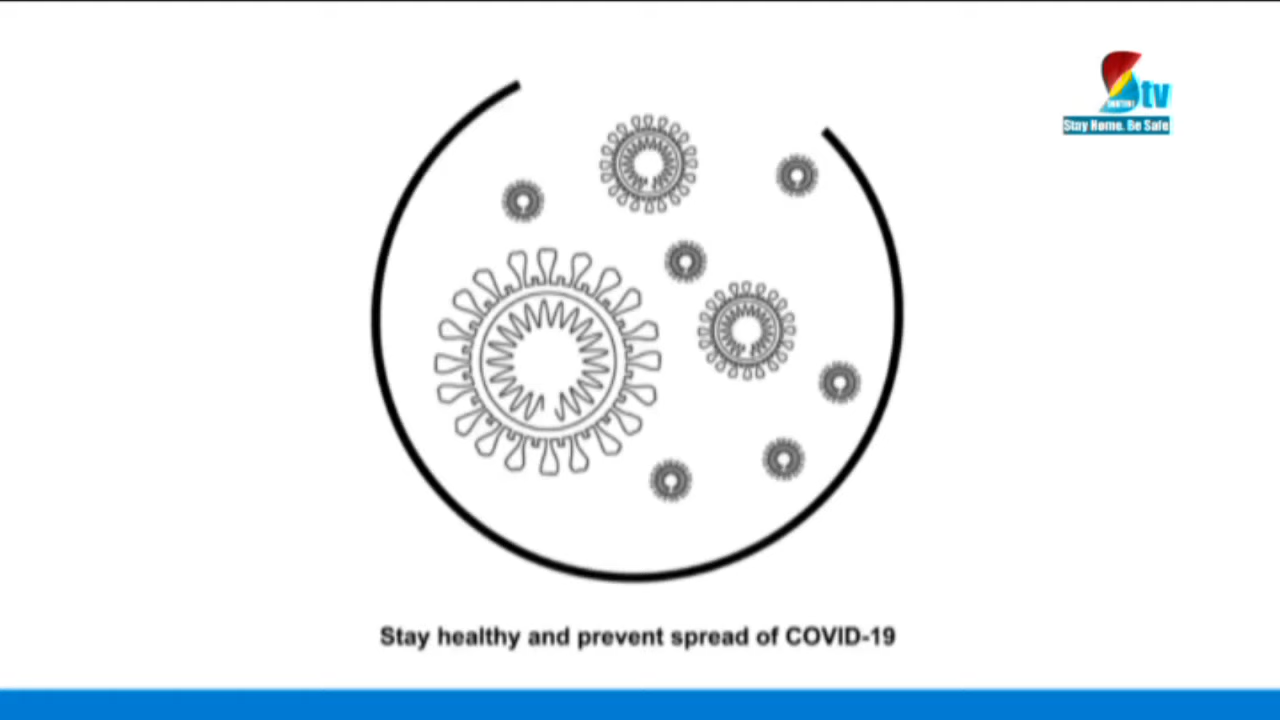 tv
Stay Home. Be Safe
Stay healthy and prevent spread of COVID-19